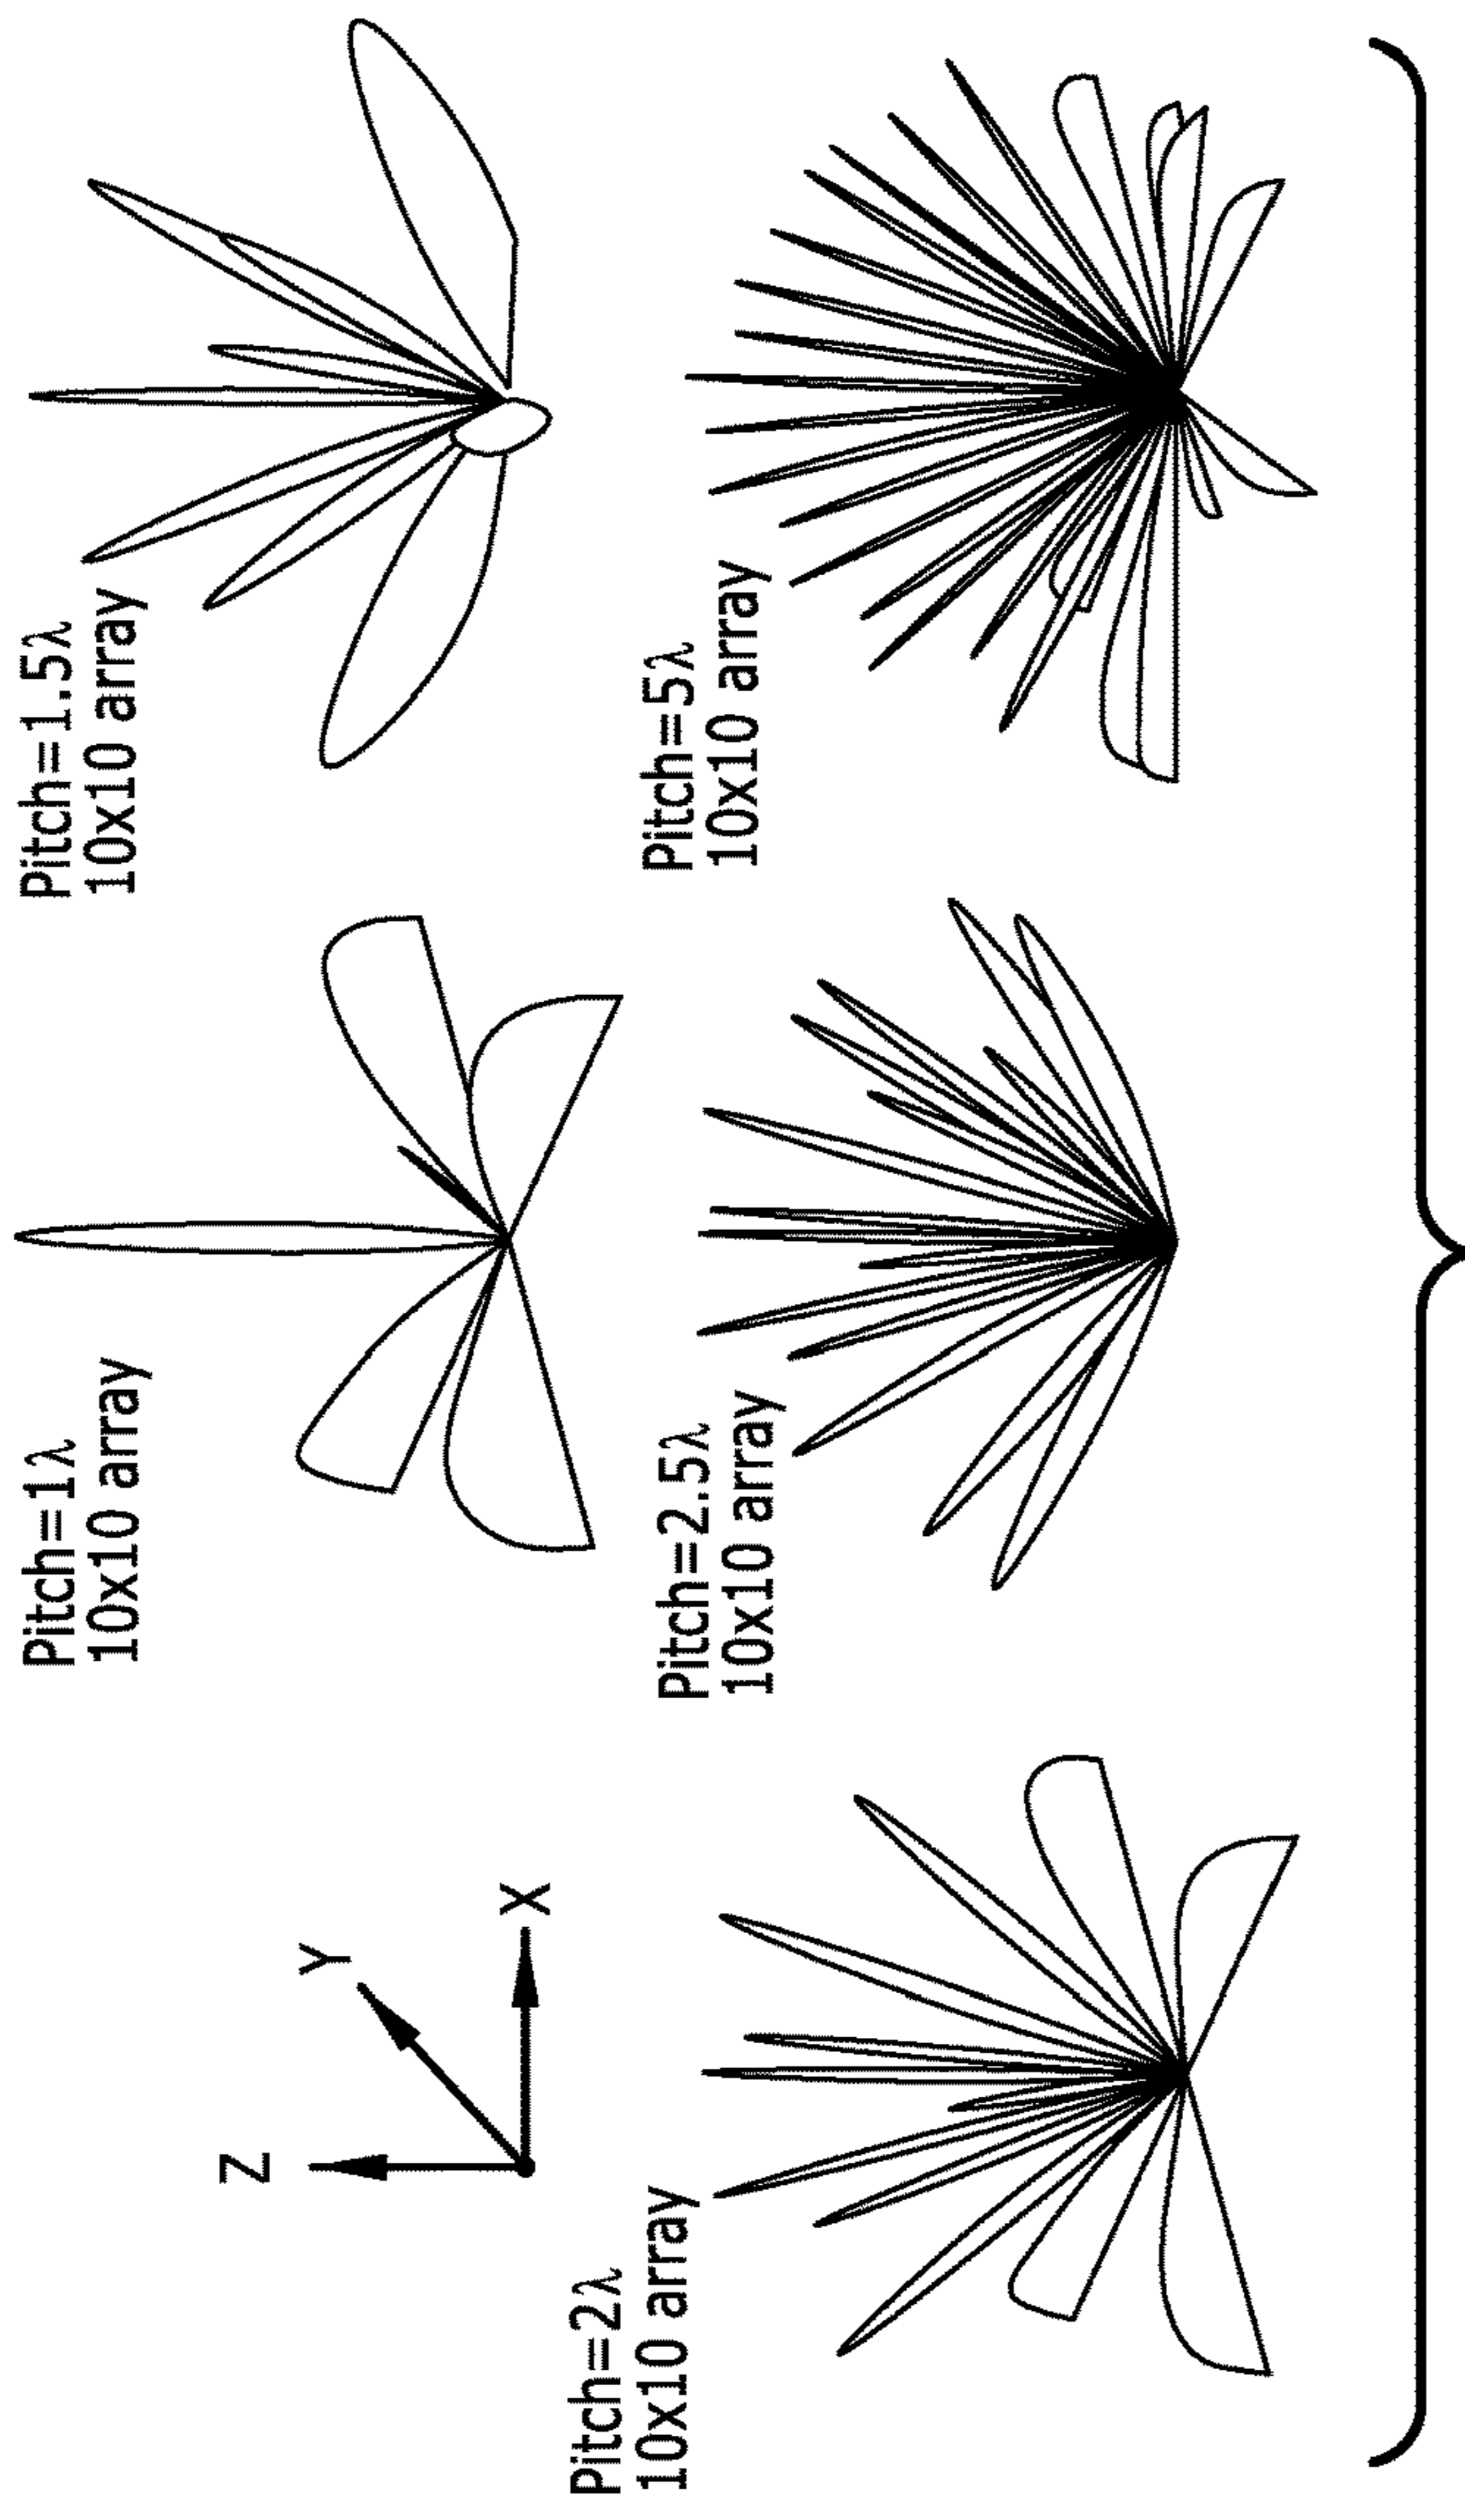 Z
Y
X
Pitch=1λ
10x10 array
Pitch=1.5λ
10x10 array
Pitch=2λ
10x10 array
Pitch=2.5λ
10x10 array
Pitch=5λ
10x10 array